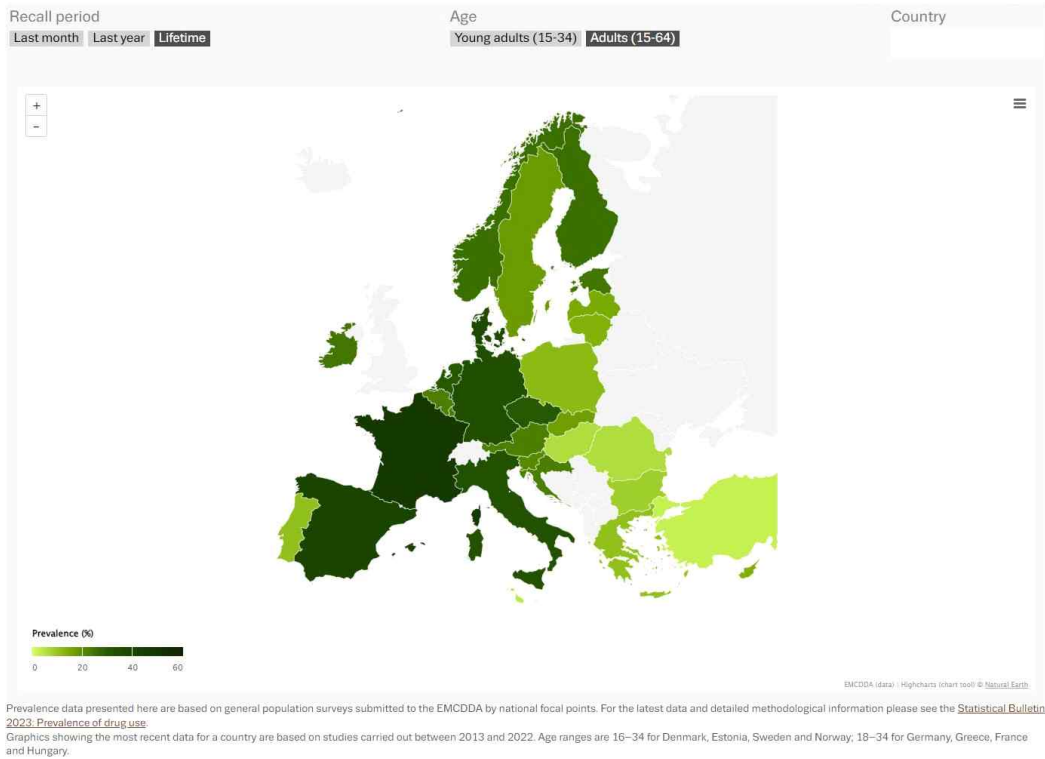 Recall period
Age
Country
Last month Last year Lifetime
Young adults (15-34) Adults (15-64)
+
−
Prevalence (%)
0 20 40 60
EMCDDA (data) | Highcharts (chart tool) © Natural Earth
Prevalence data presented here are based on general population surveys submitted to the EMCDDA by national focal points. For the latest data and detailed methodological information please see the Statistical Bulletin
2023: Prevalence of drug use.
Graphics showing the most recent data for a country are based on studies carried out between 2013 and 2022. Age ranges are 16–34 for Denmark, Estonia, Sweden and Norway; 18–34 for Germany, Greece, France
and Hungary.